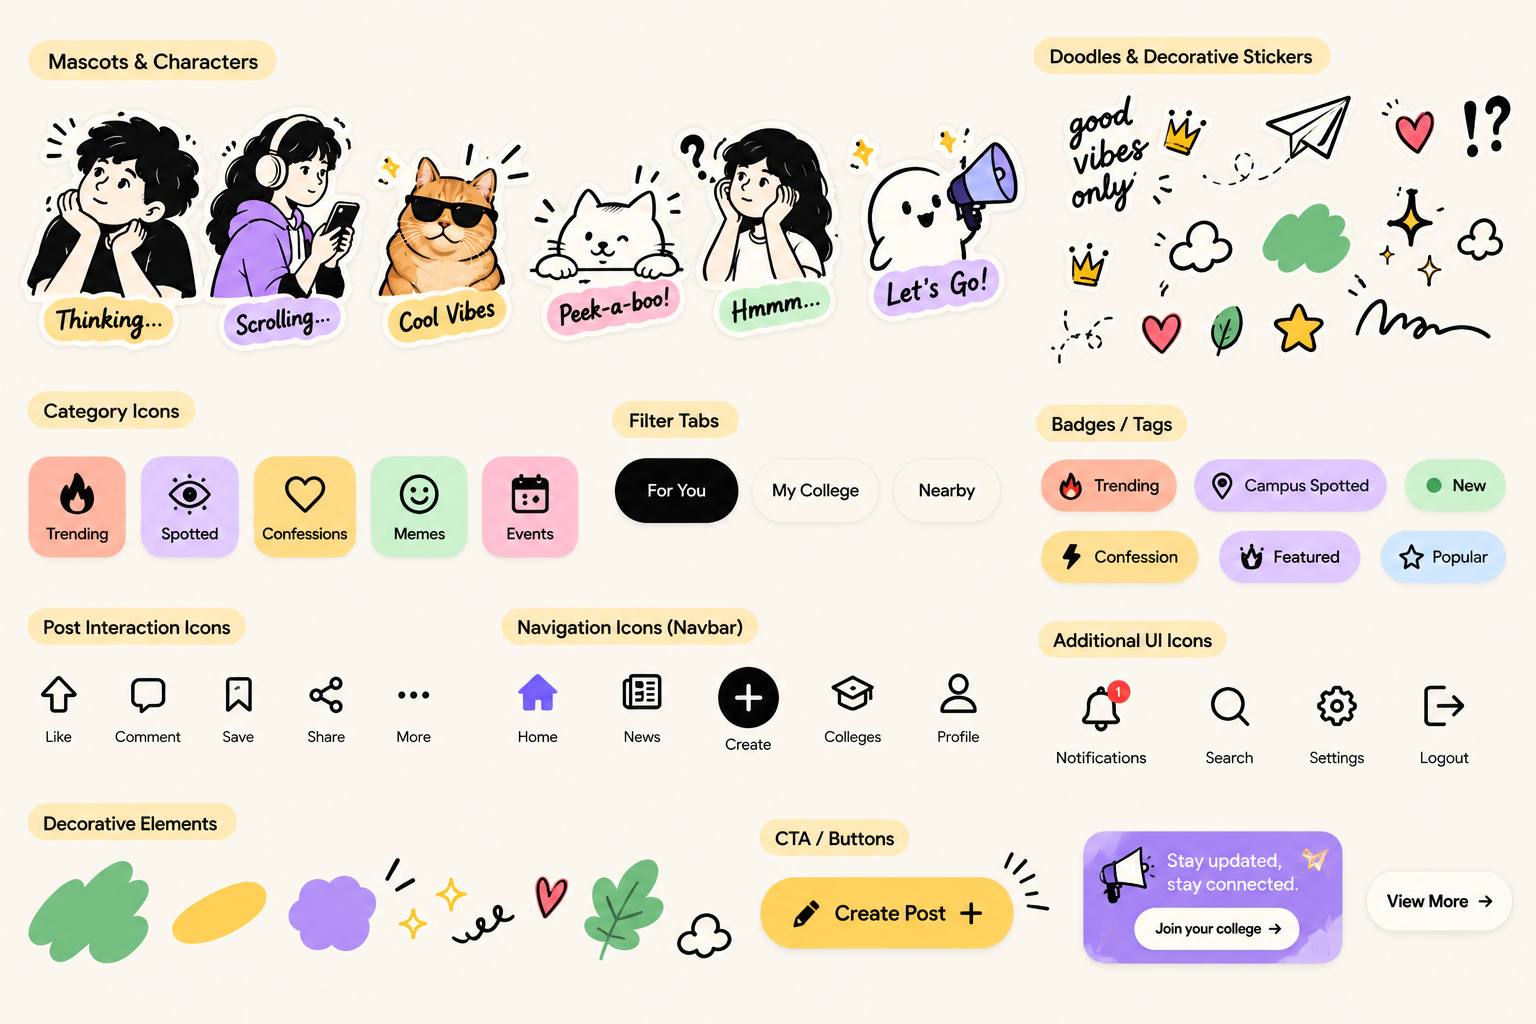 Mascots & Characters
Thinking...
Scrolling...
Cool Vibes
Peek-a-boo!
?
Hmmm...
Let's Go!
Doodles & Decorative Stickers
good
vibes
only
!?
Category Icons
Trending
Spotted
Confessions
Memes
Events
Filter Tabs
For You
My College
Nearby
Badges / Tags
Trending
Campus Spotted
New
Confession
Featured
Popular
Post Interaction Icons
Like
Comment
Save
Share
More
Navigation Icons (Navbar)
Home
News
Create
Colleges
Profile
Additional UI Icons
1
Notifications
Search
Settings
Logout
Decorative Elements
CTA / Buttons
Create Post +
Stay updated,
stay connected.
Join your college →
View More →